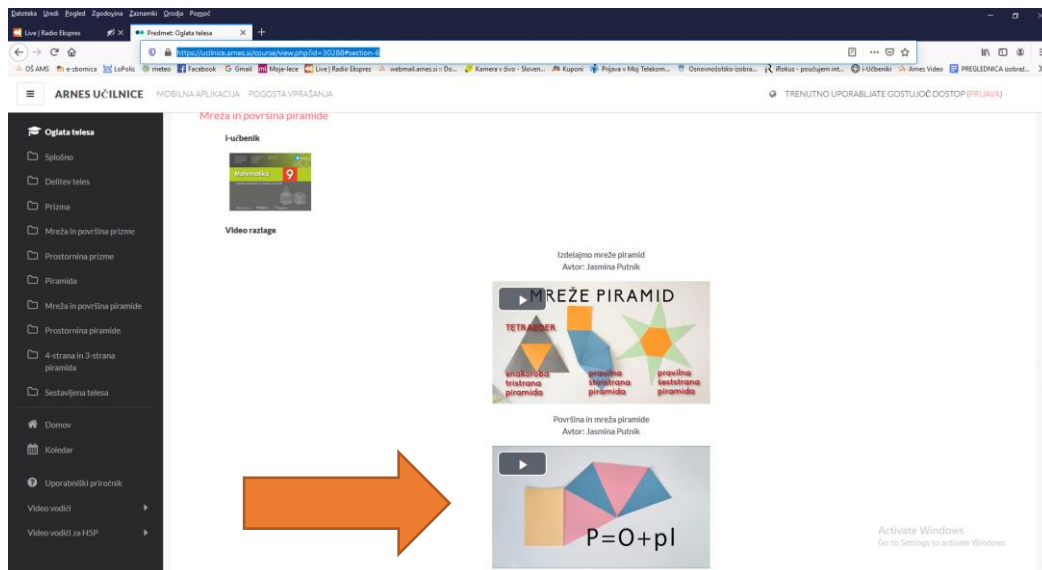 Datoteka Uredi Pogled Zgodovina Zaznamki Orodja Pomoč
Live | Radio Ekspres
Predmet: Oglata telesa
https://ucilnice.arnes.si/course/view.php?id=30288#section-6
OŠ AMS
e-zbornica
LoPolis
meteo
Facebook
Gmail
Moje-lece
Live | Radio Ekspres
webmail.arnes.si :: Do...
Kamera v živo - Sloven...
Kuponi
Prijava v Moj Telekom...
Osnovnošolsko izobra...
iRokus - poučujem int...
i-Učbeniki
Arnes Video
PREGLEDNICA izobraž...
ARNES UČILNICE
MOBILNA APLIKACIJA
POGOSTA VPRAŠANJA
TRENUTNO UPORABLJATE GOSTUJOČ DOSTOP (PRIJAVA)
Oglata telesa
Splošno
Delitev teles
Prizma
Mreža in površina prizme
Prostornina prizme
Piramida
Mreža in površina piramide
Prostornina piramide
4-strana in 3-strana
piramida
Sestavljena telesa
Domov
Koledar
Uporabniški priročnik
Video vodiči
Video vodiči za H5P
Mreža in površina piramide
i-učbenik
Matematika 9
Video razlage
Izdelajmo mreže piramid
Avtor: Jasmina Putnik
MREŽE PIRAMID
TETRAEDER
enakoroba
tristrana
piramida
pravilna
štiristrana
piramida
pravilna
šeststrana
piramida
Površina in mreža piramide
Avtor: Jasmina Putnik
P=O+pl
Activate Windows
Go to Settings to activate Windows.